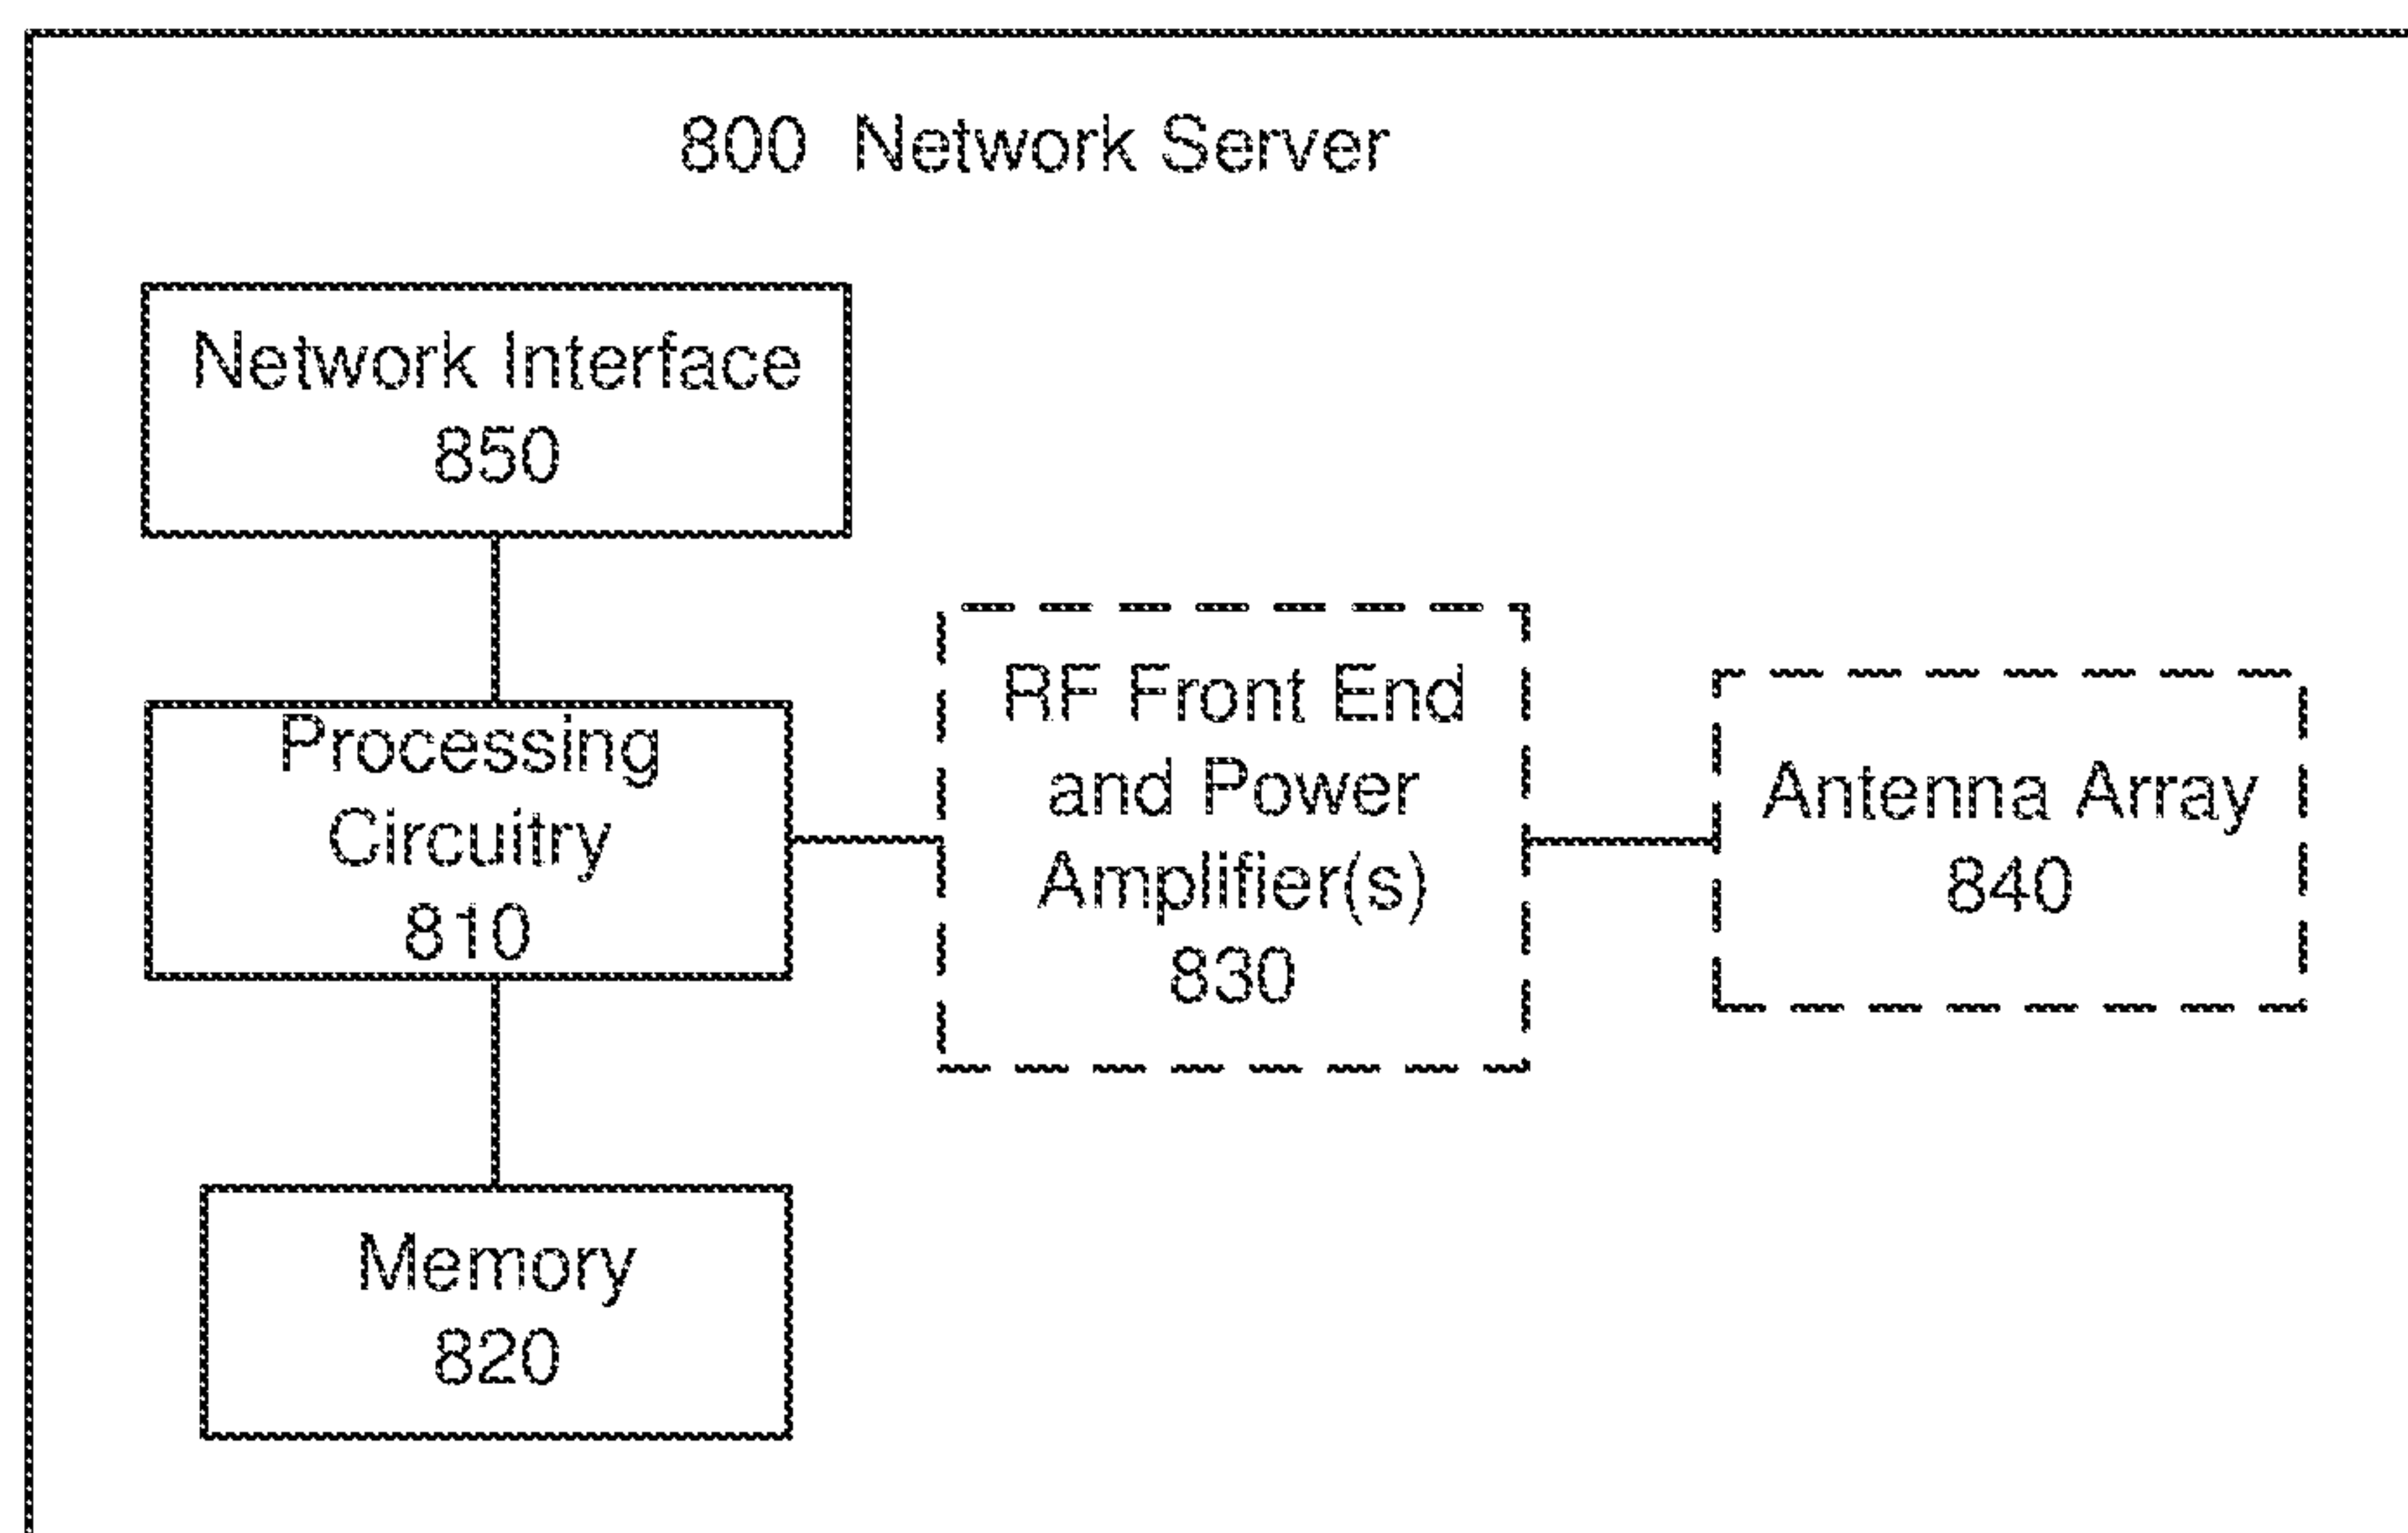 800 Network Server
Network Interface
850
Processing
Circuitry
810
RF Front End
and Power
Amplifier(s)
830
Antenna Array
840
Memory
820